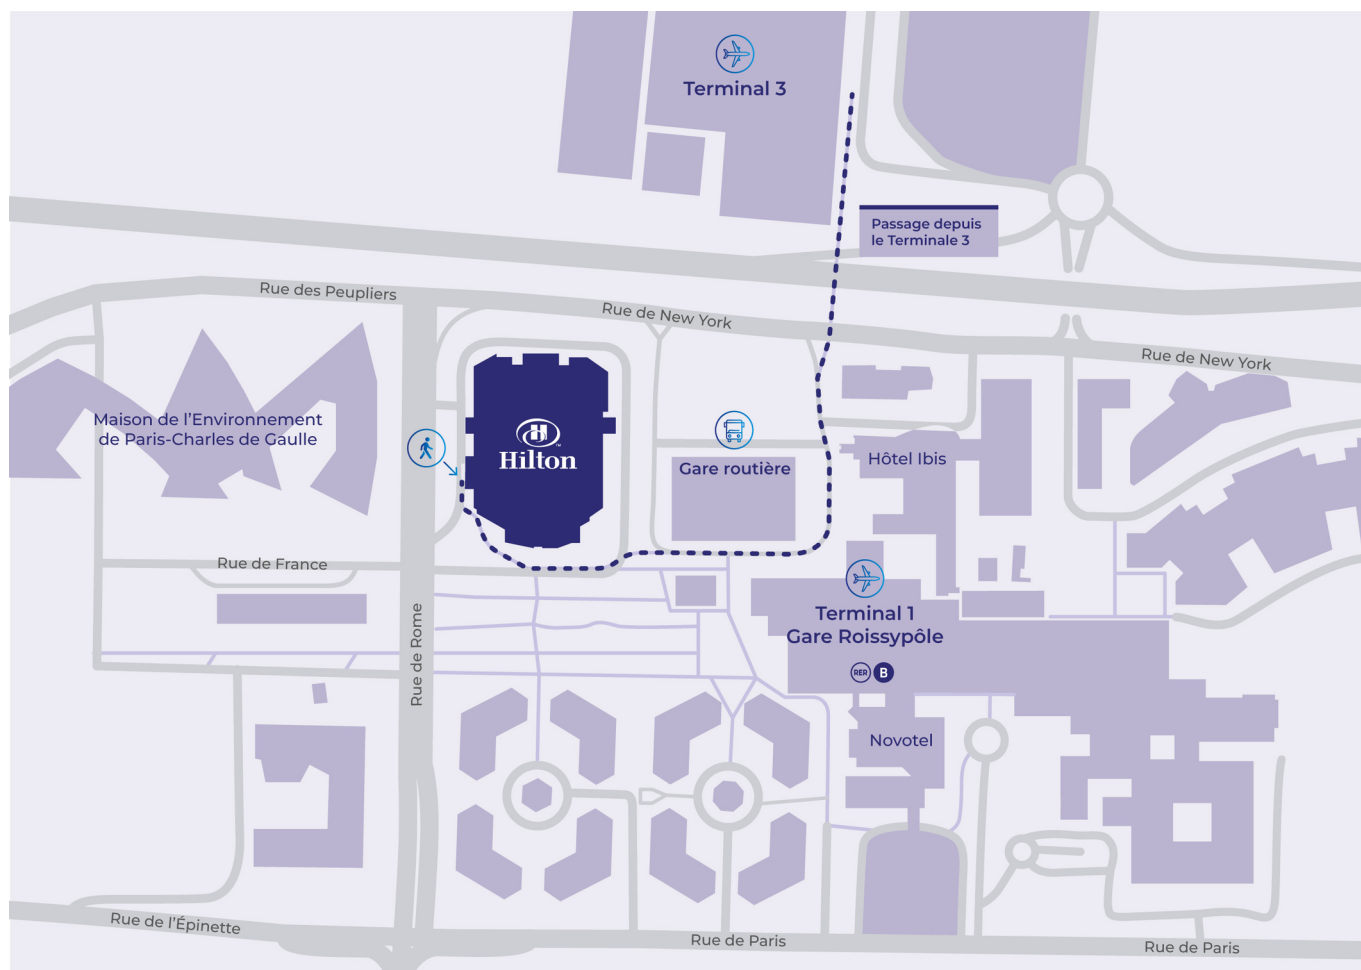 Terminal 3
Passage depuis
le Terminale 3
Rue des Peupliers
Rue de New York
Rue de New York
Maison de l'Environnement
de Paris-Charles de Gaulle
H
Hilton
TM
Gare routière
Hôtel Ibis
Rue de France
Rue de Rome
Terminal 1
Gare Roissypôle
RER B
Novotel
Rue de l'Épinette
Rue de Paris
Rue de Paris